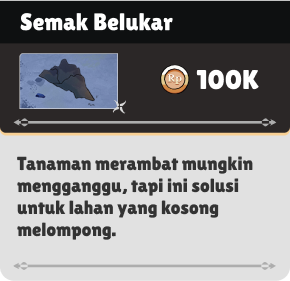 Semak Belukar
Rp 100K
Tanaman merambat mungkin
mengganggu, tapi ini solusi
untuk lahan yang kosong
melompong.